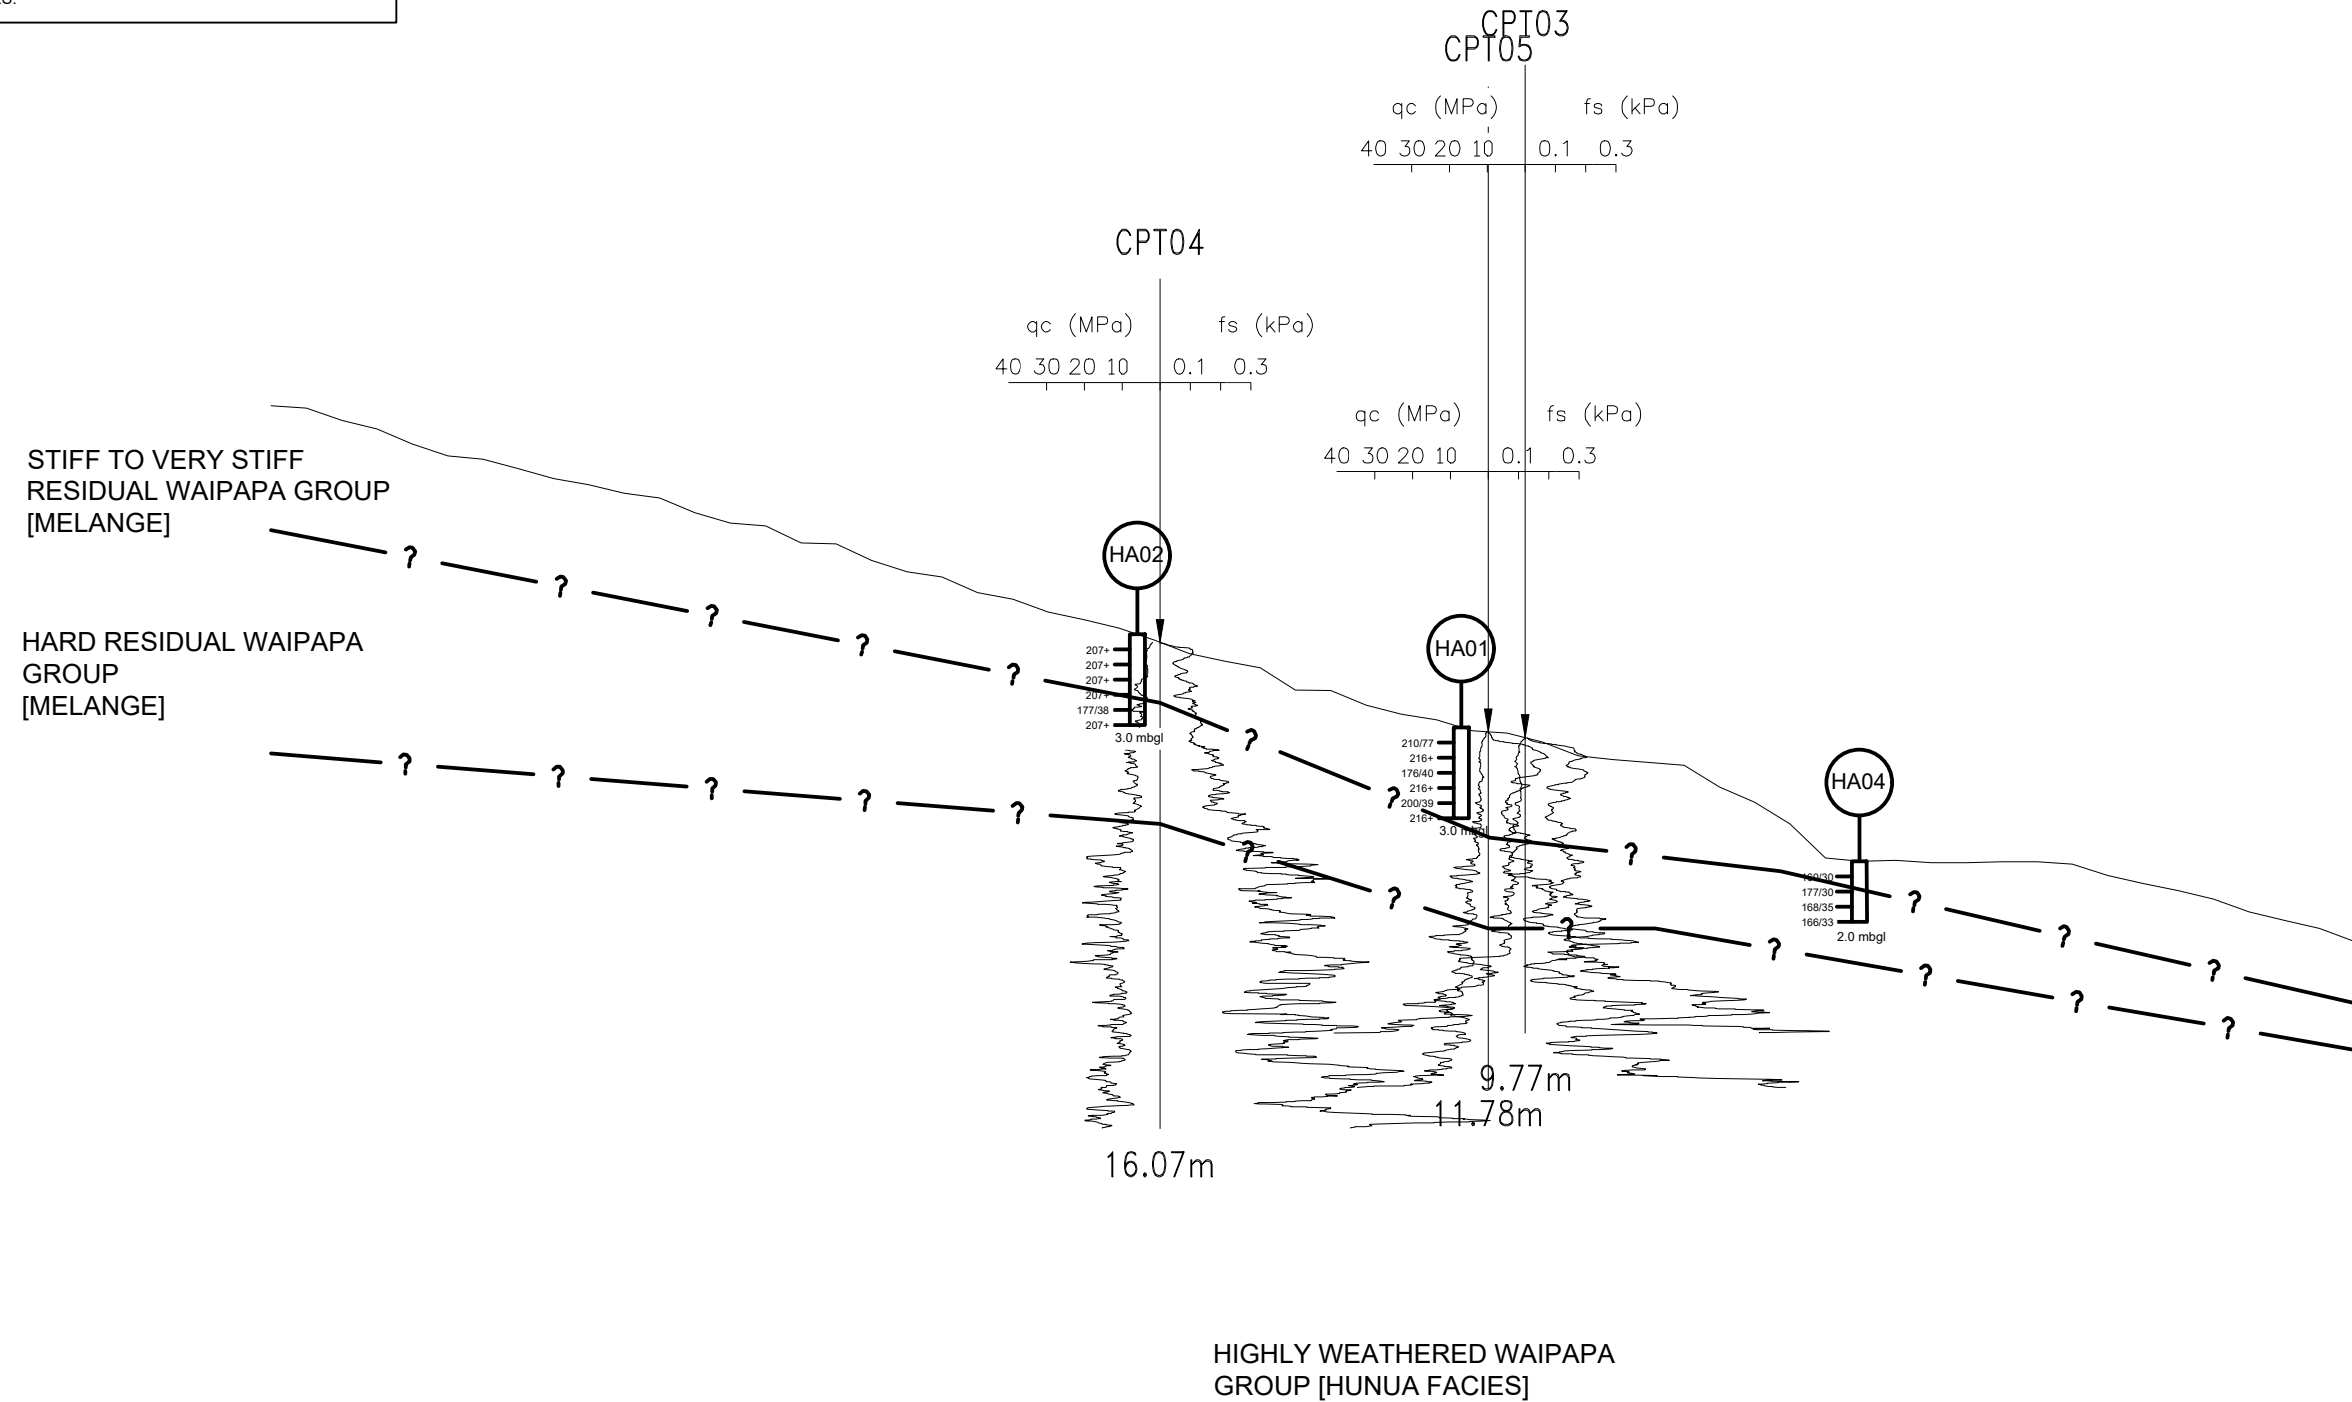 CPT03
CPT05
qc (MPa) fs (kPa)
40 30 20 10 0.1 0.3
CPT04
qc (MPa) fs (kPa)
40 30 20 10 0.1 0.3
qc (MPa) fs (kPa)
40 30 20 10 0.1 0.3
STIFF TO VERY STIFF
RESIDUAL WAIPAPA GROUP
[MELANGE]
HARD RESIDUAL WAIPAPA
GROUP
[MELANGE]
HA02
207+
207+
207+
207+
177/38
207+
3.0 mbgl
HA01
210/77
216+
176/40
216+
200/39
216+
3.0 mbgl
HA04
177/30
168/35
166/33
2.0 mbgl
? ? ? ? ? ? ? ? ? ? ?
? ? ? ? ? ? ? ? ? ? ? ?
9.77m
11.78m
16.07m
HIGHLY WEATHERED WAIPAPA
GROUP [HUNUA FACIES]